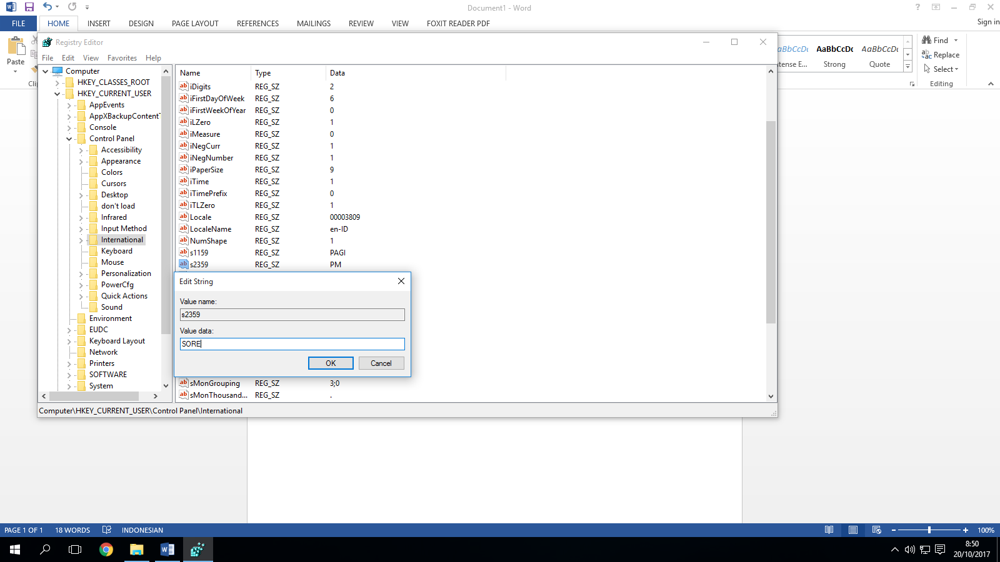 Document1 - Word
FILE HOME INSERT DESIGN PAGE LAYOUT REFERENCES MAILINGS REVIEW VIEW FOXIT READER PDF
Sign in
Paste
AaBbCcDc AaBbCcDc
Strong Quote
Find
Replace
Select
Editing
Registry Editor
File Edit View Favorites Help
Computer
HKEY_CLASSES_ROOT
HKEY_CURRENT_USER
AppEvents
AppXBackupContentT
Console
Control Panel
Accessibility
Appearance
Colors
Cursors
Desktop
don't load
Infrared
Input Method
International
Keyboard
Mouse
Personalization
PowerCfg
Quick Actions
Sound
Environment
EUDC
Keyboard Layout
Network
Printers
SOFTWARE
System
Name Type Data
iDigits REG_SZ 2
iFirstDayOfWeek REG_SZ 6
iFirstWeekOfYear REG_SZ 0
iLZero REG_SZ 1
iMeasure REG_SZ 0
iNegCurr REG_SZ 1
iNegNumber REG_SZ 1
iPaperSize REG_SZ 9
iTime REG_SZ 1
iTimePrefix REG_SZ 0
iTLZero REG_SZ 1
Locale REG_SZ 00003809
LocaleName REG_SZ en-ID
NumShape REG_SZ 1
s1159 REG_SZ PAGI
s2359 REG_SZ PM
Edit String
Value name:
s2359
Value data:
SORE
OK Cancel
sMonGrouping REG_SZ 3;0
sMonThousand... REG_SZ .
Computer\HKEY_CURRENT_USER\Control Panel\International
PAGE 1 OF 1 18 WORDS INDONESIAN
100%
8:50
20/10/2017